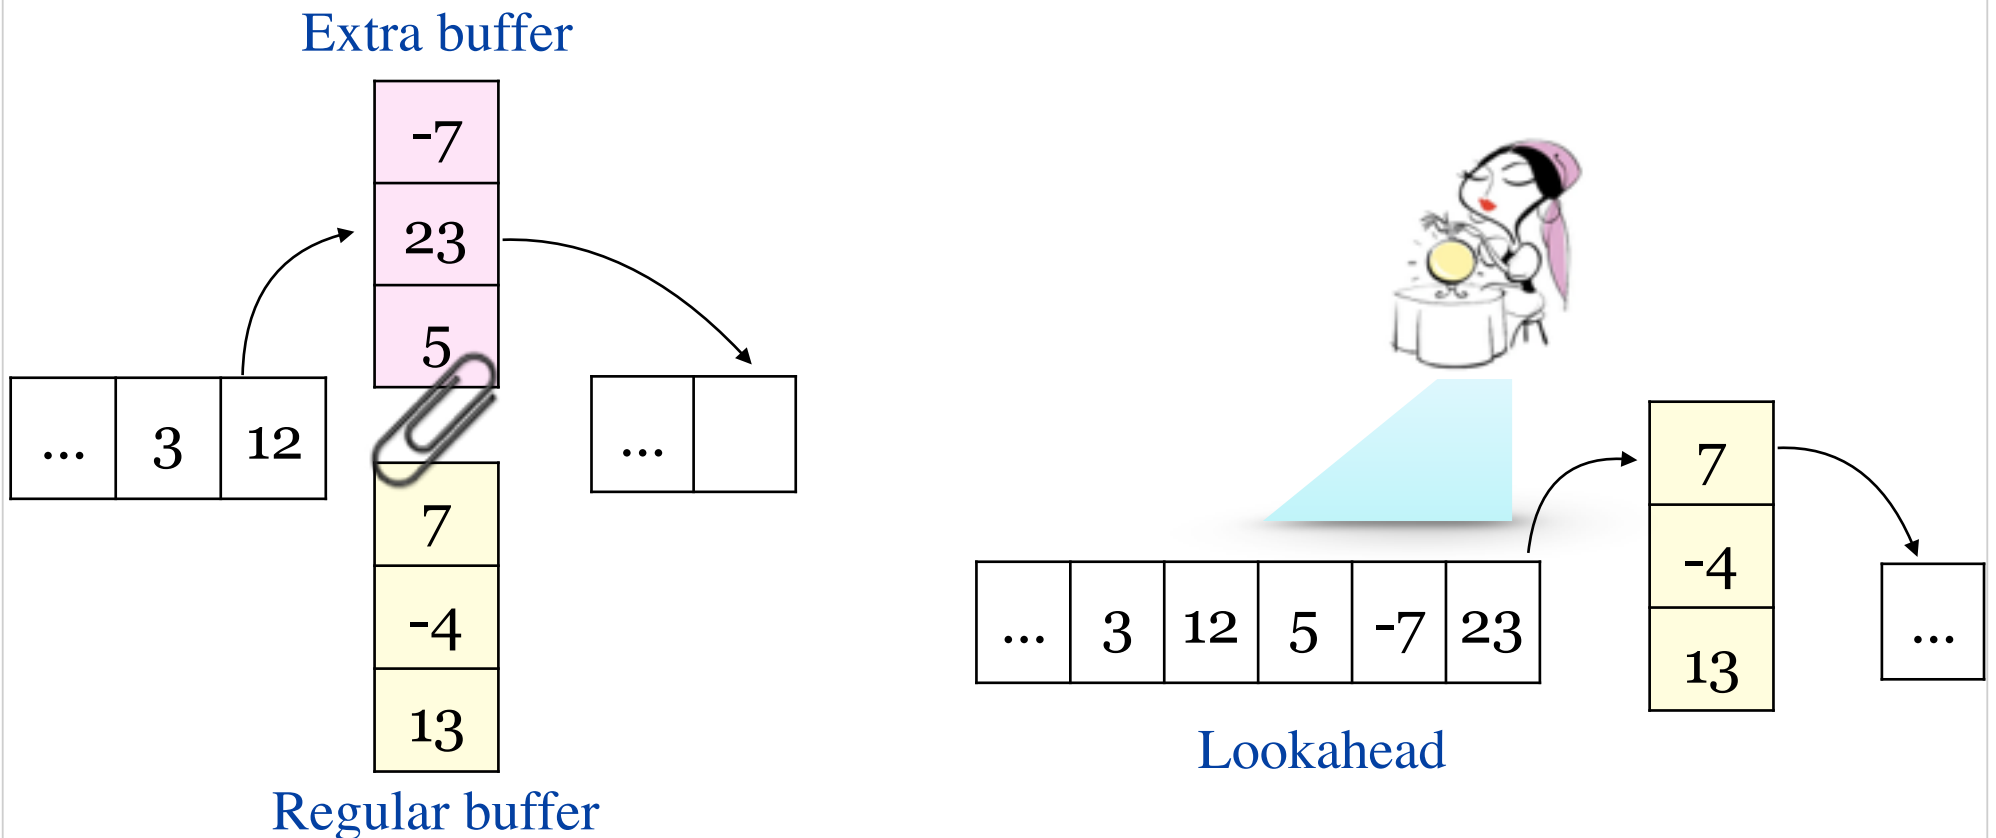 Extra buffer
-7
23
5
... 3 12
...
7
-4
13
Regular buffer
... 3 12 5 -7 23
7
-4
13
...
Lookahead